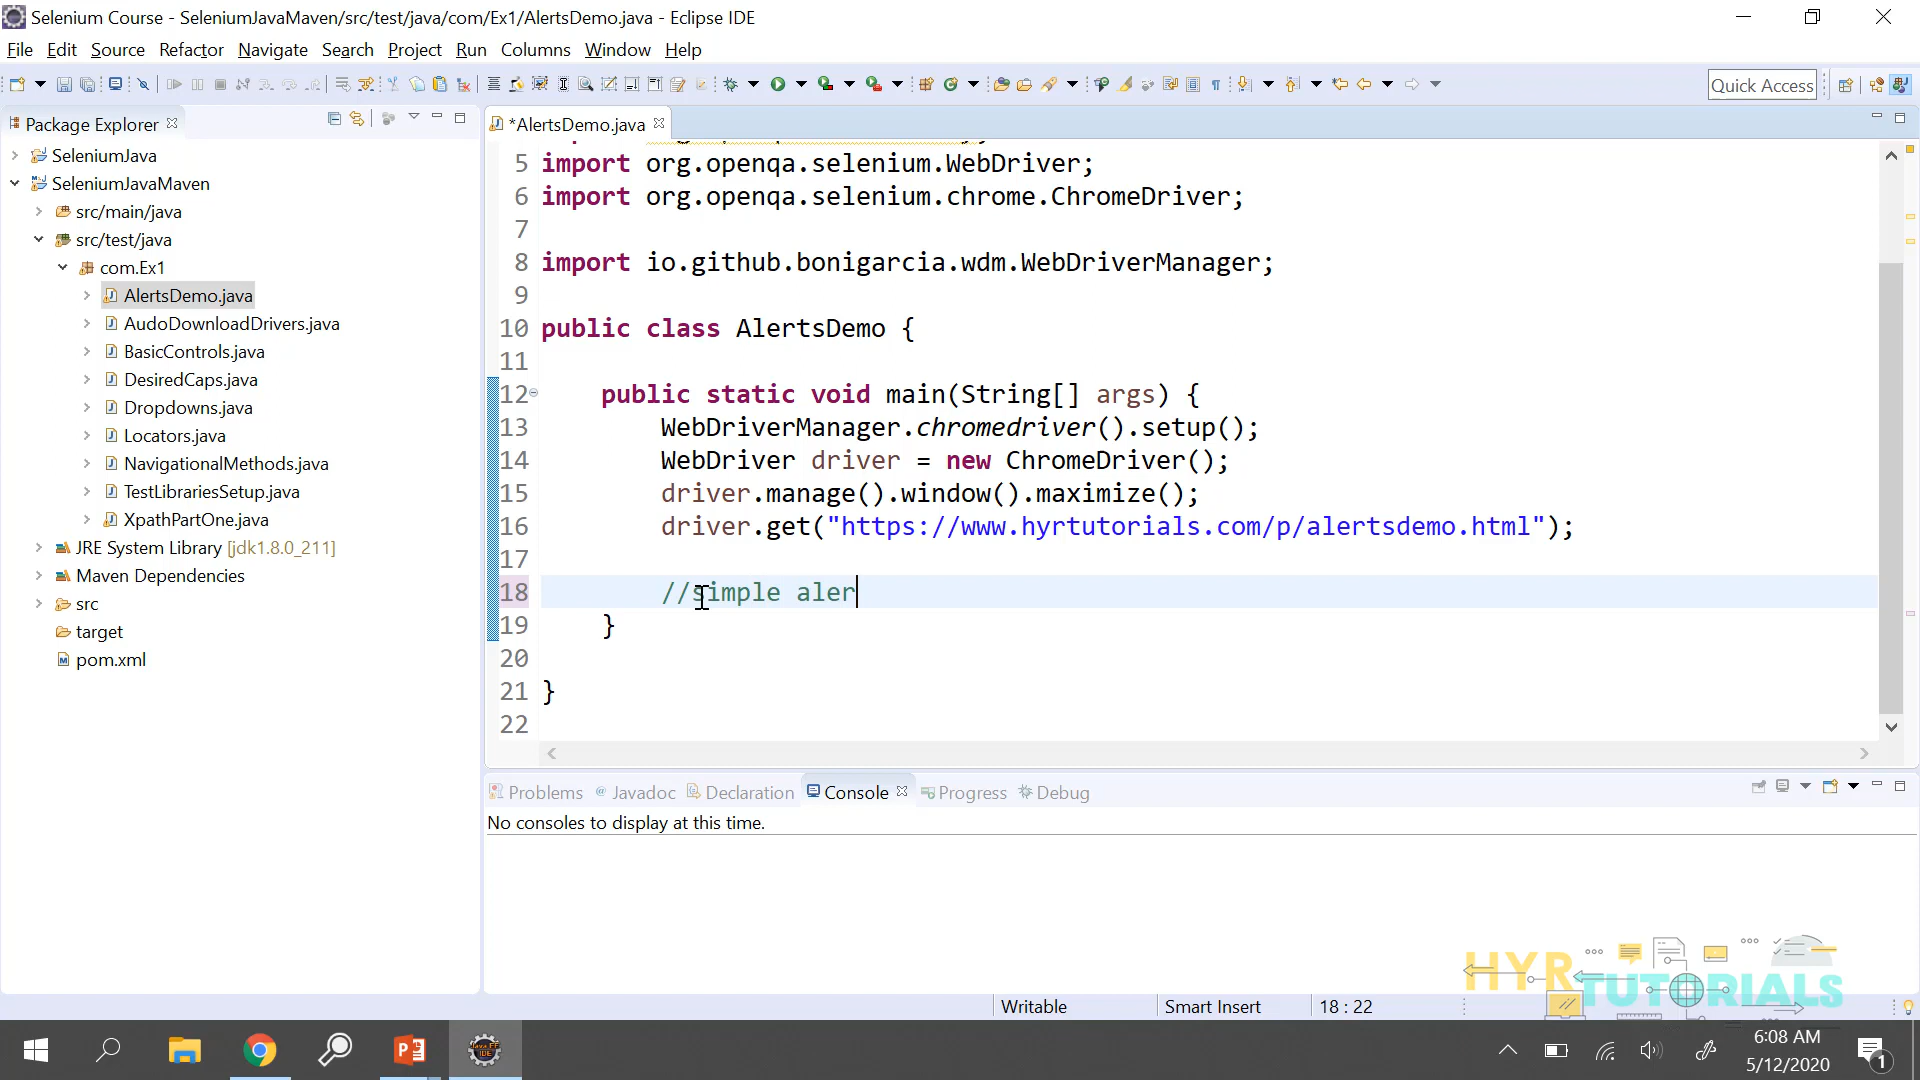 Selenium Course - SeleniumJavaMaven/src/test/java/com/Ex1/AlertsDemo.java - Eclipse IDE
File Edit Source Refactor Navigate Search Project Run Columns Window Help
Quick Access
Package Explorer
*AlertsDemo.java
SeleniumJava
SeleniumJavaMaven
src/main/java
src/test/java
com.Ex1
AlertsDemo.java
AudoDownloadDrivers.java
BasicControls.java
DesiredCaps.java
Dropdowns.java
Locators.java
NavigationalMethods.java
TestLibrariesSetup.java
XpathPartOne.java
JRE System Library [jdk1.8.0_211]
Maven Dependencies
src
target
pom.xml
5 import org.openqa.selenium.WebDriver;
6 import org.openqa.selenium.chrome.ChromeDriver;
7
8 import io.github.bonigarcia.wdm.WebDriverManager;
9
10 public class AlertsDemo {
11
12 public static void main(String[] args) {
13 WebDriverManager.chromedriver().setup();
14 WebDriver driver = new ChromeDriver();
15 driver.manage().window().maximize();
16 driver.get("https://www.hyrtutorials.com/p/alertsdemo.html");
17
18 //simple aler
19 }
20
21 }
22
Problems Javadoc Declaration Console Progress Debug
No consoles to display at this time.
HYR TUTORIALS
Writable Smart Insert 18 : 22
6:08 AM
5/12/2020
1